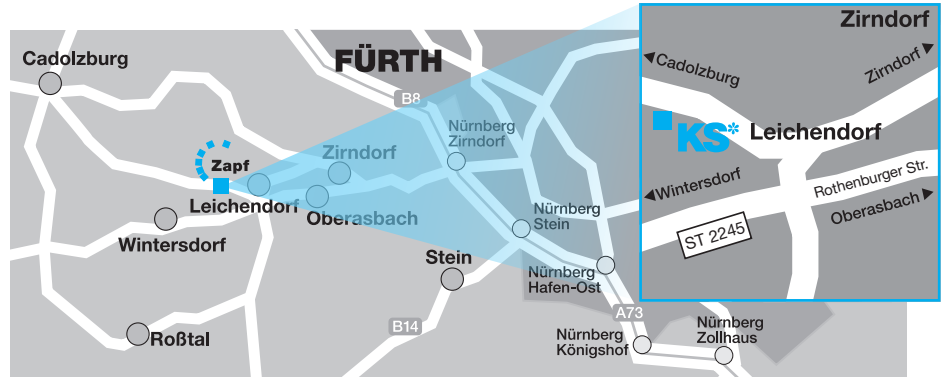 Cadolzburg
FÜRTH
B8
Nürnberg
Zirndorf
Zapf
Zirndorf
Leichendorf
Oberasbach
Wintersdorf
Nürnberg
Stein
Stein
Nürnberg
Hafen-Ost
Roßtal
B14
A73
Nürnberg
Königshof
Nürnberg
Zollhaus
Zirndorf
Cadolzburg
Zirndorf
KS* Leichendorf
Wintersdorf
Rothenburger Str.
Oberasbach
ST 2245